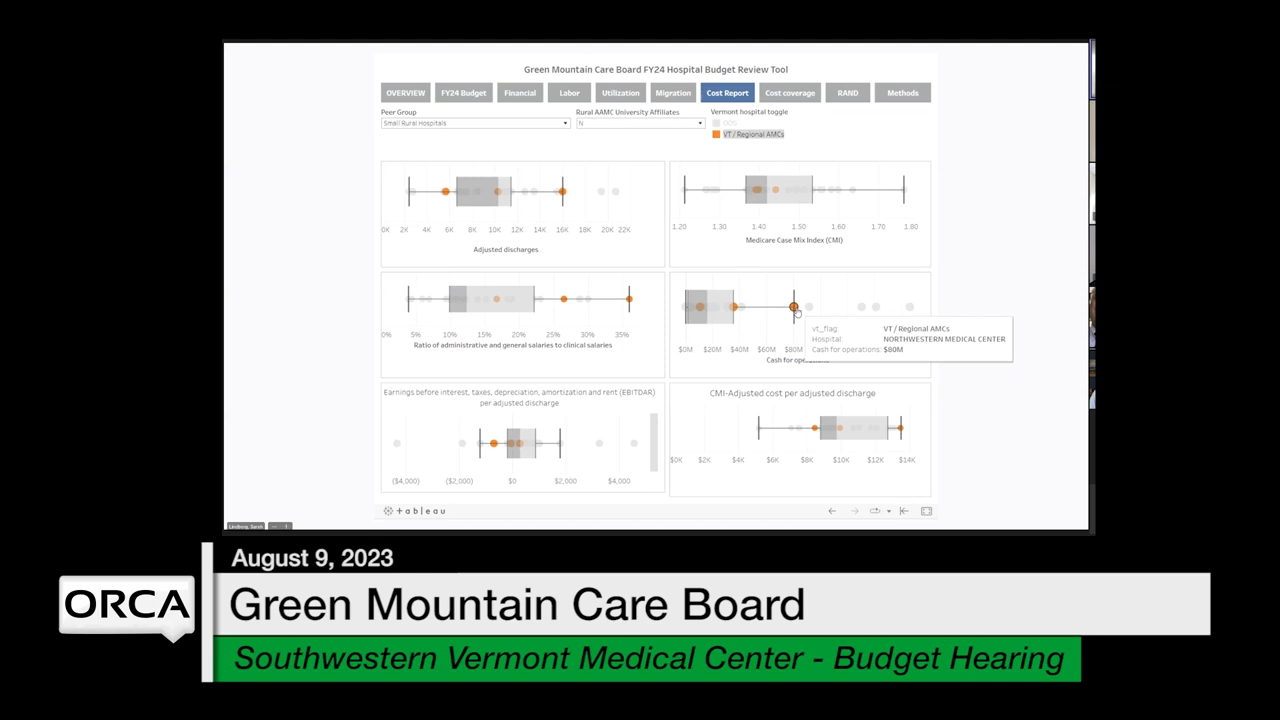 Green Mountain Care Board FY24 Hospital Budget Review Tool
OVERVIEW FY24 Budget Financial Labor Utilization Migration Cost Report Cost coverage RAND Methods
Peer Group Rural AAMC University Affiliates Vermont hospital toggle
Small Rural Hospitals N OOS
VT / Regional AMCs
0K 2K 4K 6K 8K 10K 12K 14K 16K 18K 20K 22K
Adjusted discharges
1.20 1.30 1.40 1.50 1.60 1.70 1.80
Medicare Case Mix Index (CMI)
0% 5% 10% 15% 20% 25% 30% 35%
Ratio of administrative and general salaries to clinical salaries
$0M $20M $40M $60M $80M
Cash for oper
vt_flag: VT / Regional AMCs
Hospital: NORTHWESTERN MEDICAL CENTER
Cash for operations: $80M
Earnings before interest, taxes, depreciation, amortization and rent (EBITDAR)
per adjusted discharge
($4,000) ($2,000) $0 $2,000 $4,000
CMI-Adjusted cost per adjusted discharge
$0K $2K $4K $6K $8K $10K $12K $14K
+ableau
Lindberg, Sarah
August 9, 2023
ORCA
Green Mountain Care Board
Southwestern Vermont Medical Center - Budget Hearing